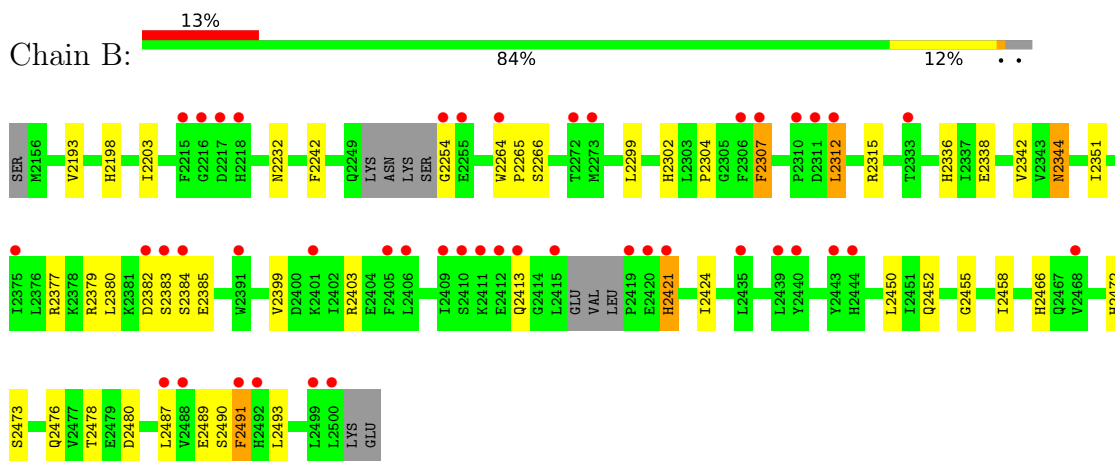 13%
Chain B:
84% 12% • •
SER M2156 V2193 H2198 I2203 F2215 G2216 D2217 H2218 N2232 F2242 Q2249 LYS ASN LYS SER G2254 E2255 W2264 P2265 S2266 T2272 M2273 L2299 H2302 L2303 P2304 G2305 F2306 F2307 P2310 D2311 L2312 R2315 T2333 H2336 I2337 E2338 V2342 V2343 N2344 I2351
I2375 L2376 R2377 K2378 R2379 L2380 K2381 D2382 S2383 S2384 E2385 W2391 V2399 D2400 K2401 I2402 R2403 E2404 F2405 L2406 I2409 S2410 K2411 E2412 Q2413 G2414 L2415 GLU VAL LEU P2419 E2420 H2421 I2424 L2435 L2439 Y2440 Y2443 H2444 L2450 I2451 Q2452 G2455 I2458 H2466 Q2467 V2468
S2473 Q2476 V2477 T2478 E2479 D2480 L2487 V2488 E2489 S2490 F2491 H2492 L2493 L2499 L2500 LYS GLU